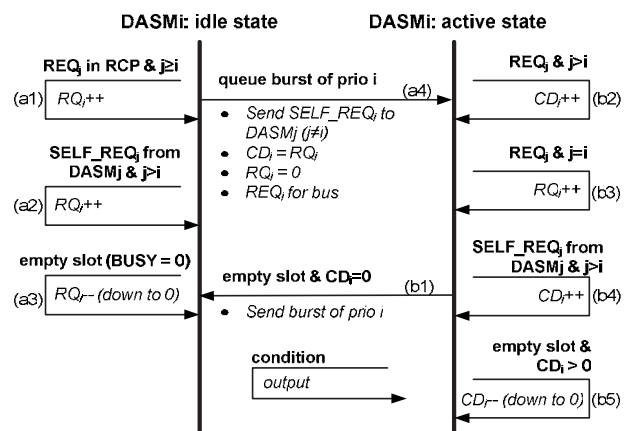 DASMi: idle state
DASMi: active state
REQj in RCP & j≥i
(a1)
RQi++
SELF_REQj from
DASMj & j>i
(a2)
RQi++
empty slot (BUSY = 0)
(a3)
RQi-- (down to 0)
queue burst of prio i
(a4)
• Send SELF_REQi to
DASMj (j≠i)
• CDi = RQi
• RQi = 0
• REQi for bus
empty slot & CDi=0
(b1)
• Send burst of prio i
condition
output
REQj & j>i
CDi++
(b2)
REQj & j=i
RQi++
(b3)
SELF_REQj from
DASMj & j>i
CDi++
(b4)
empty slot &
CDi > 0
CDi-- (down to 0)
(b5)